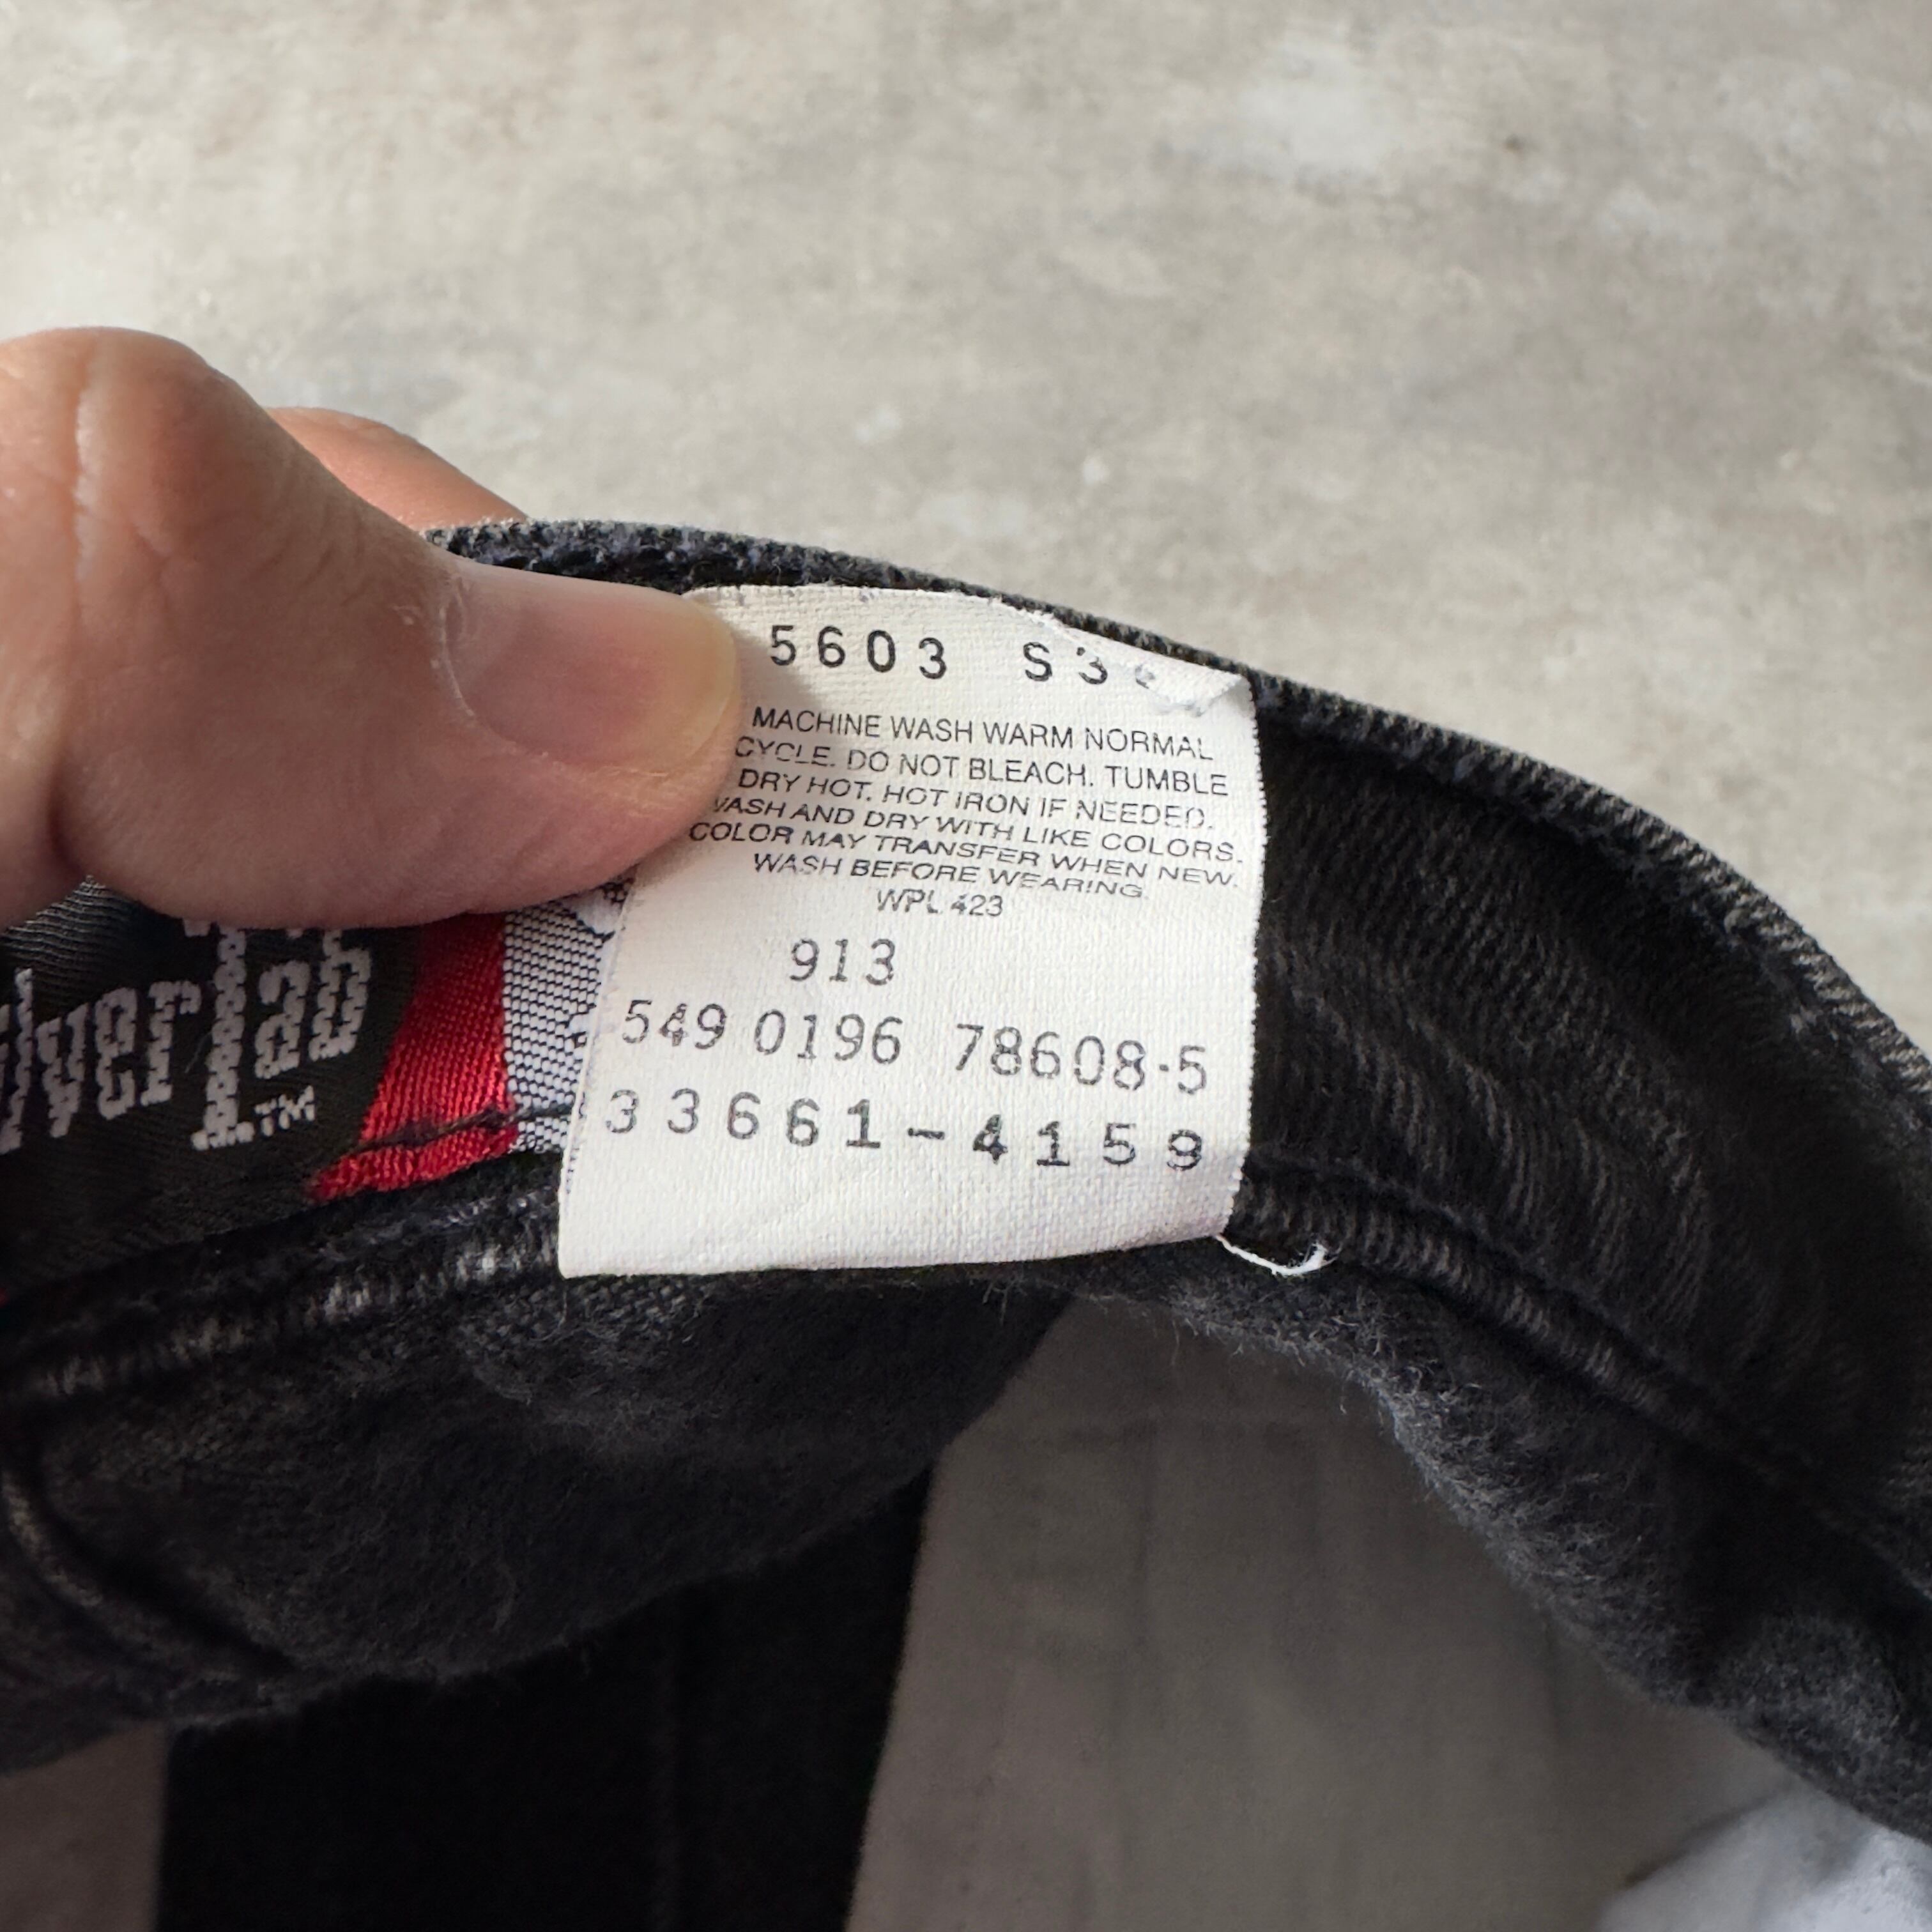 5603 S3
MACHINE WASH WARM NORMAL
CYCLE. DO NOT BLEACH. TUMBLE
DRY HOT. HOT IRON IF NEEDED.
WASH AND DRY WITH LIKE COLORS.
COLOR MAY TRANSFER WHEN NEW.
WASH BEFORE WEARING.
WPL 423
913
549 0196 78608-5
33661-4159
ilverTab™